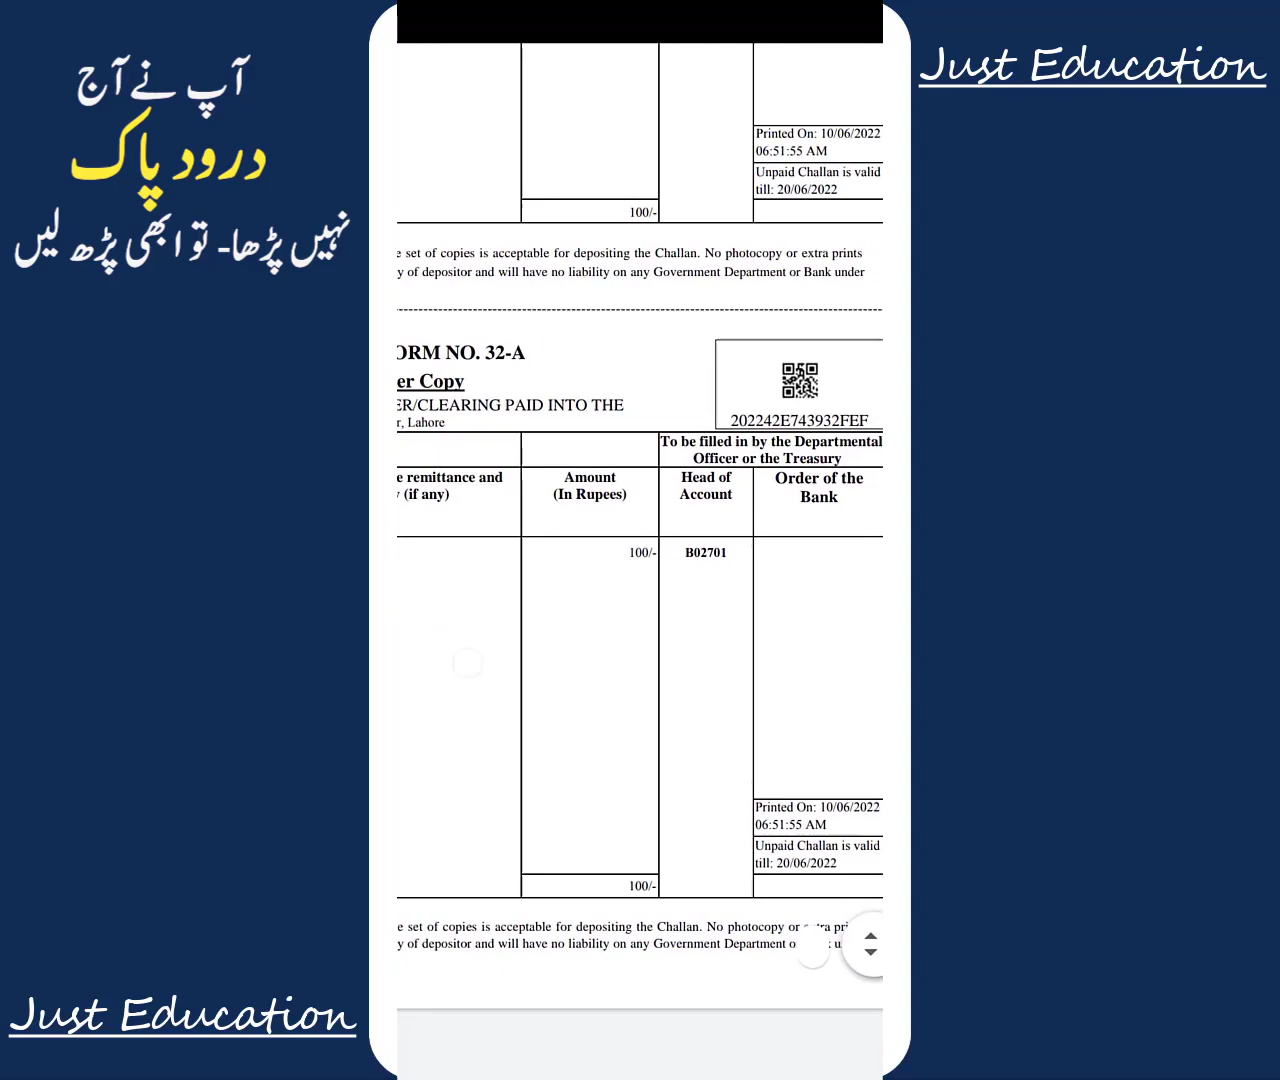 آپ نے آج
درود پاک
نہیں پڑھا- تو ابھی پڑھ لیں
Just Education
Printed On: 10/06/2022
06:51:55 AM
Unpaid Challan is valid
till: 20/06/2022
100/-
e set of copies is acceptable for depositing the Challan. No photocopy or extra prints
y of depositor and will have no liability on any Government Department or Bank under
ORM NO. 32-A
er Copy
ER/CLEARING PAID INTO THE
r, Lahore
202242E743932FEF
To be filled in by the Departmental
Officer or the Treasury
e remittance and
(if any)
Amount
(In Rupees)
Head of
Account
Order of the
Bank
100/-
B02701
Printed On: 10/06/2022
06:51:55 AM
Unpaid Challan is valid
till: 20/06/2022
100/-
e set of copies is acceptable for depositing the Challan. No photocopy or
y of depositor and will have no liability on any Government Department
Just Education